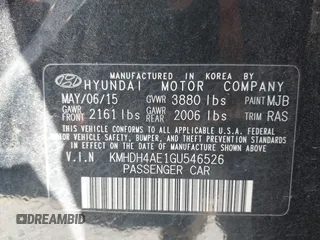 MANUFACTURED IN KOREA BY
HYUNDAI MOTOR COMPANY
MAY/06/15 GVWR 3880 lbs PAINT MJB
GAWR FRONT 2161 lbs GAWR REAR 2006 lbs TRIM RAS
THIS VEHICLE CONFORMS TO ALL APPLICABLE U.S.A. FEDERAL
MOTOR VEHICLE SAFETY, BUMPER, AND THEFT PREVENTION
STANDARDS IN EFFECT ON THE DATE OF MANUFACTURE SHOWN ABOVE.
V.I.N KMHDH4AE1GU546526
PASSENGER CAR